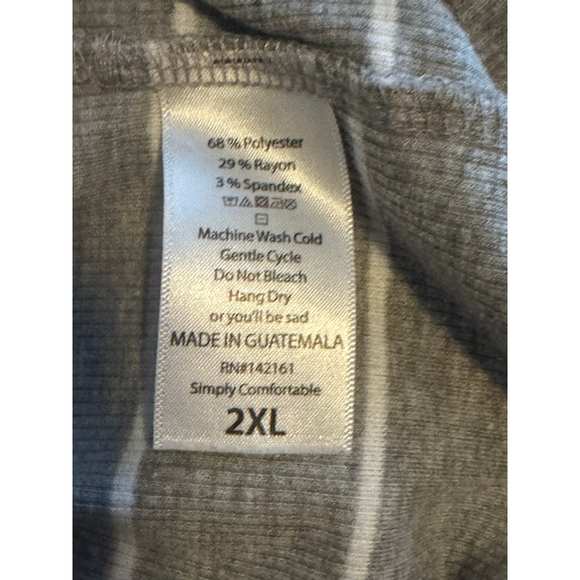 68% Polyester
29% Rayon
3% Spandex
Machine Wash Cold
Gentle Cycle
Do Not Bleach
Hang Dry
or you'll be sad
MADE IN GUATEMALA
RN#142161
Simply Comfortable
2XL